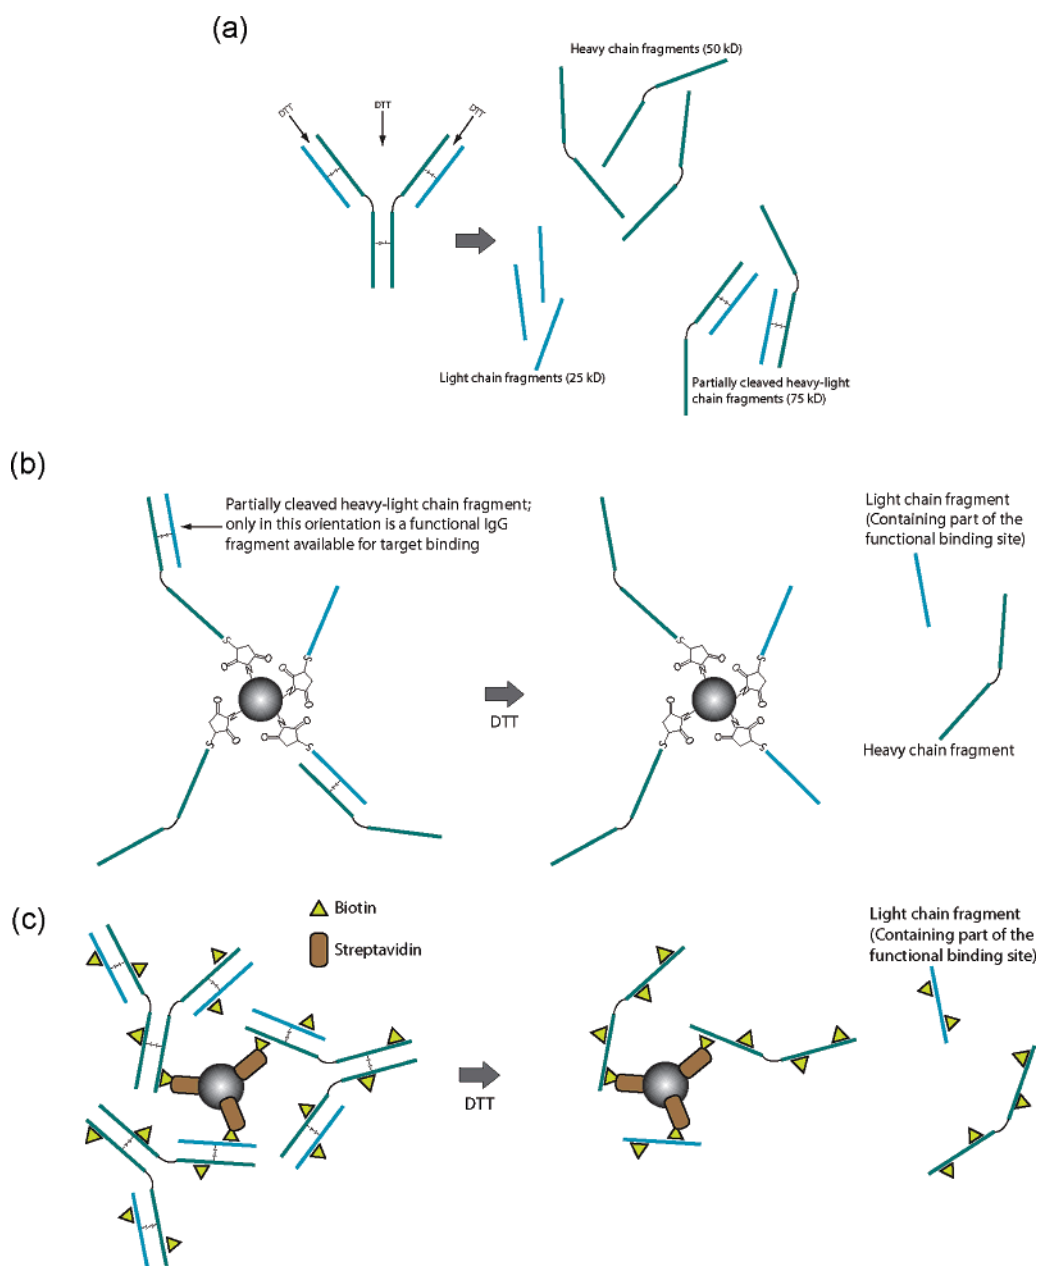 (a)
Heavy chain fragments (50 kD)
DTT
DTT
DTT
Light chain fragments (25 kD)
Partially cleaved heavy-light
chain fragments (75 kD)
(b)
Partially cleaved heavy-light chain fragment;
only in this orientation is a functional IgG
fragment available for target binding
Light chain fragment
(Containing part of the
functional binding site)
S
O
O
N
S
O
O
N
S
O
O
N
S
O
O
N
DTT
S
O
O
N
S
O
O
N
S
O
O
N
S
O
O
N
Heavy chain fragment
(c)
Biotin
Streptavidin
Light chain fragment
(Containing part of the
functional binding site)
DTT